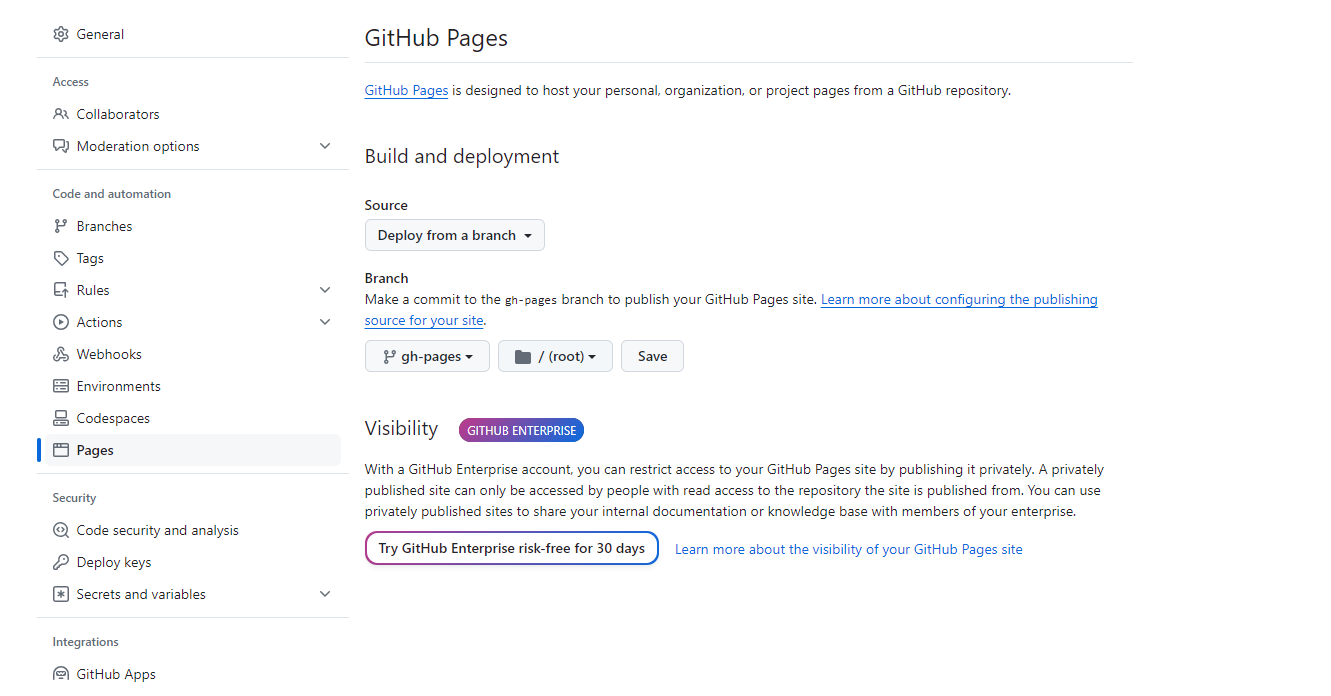 General
Access
Collaborators
Moderation options
Code and automation
Branches
Tags
Rules
Actions
Webhooks
Environments
Codespaces
Pages
Security
Code security and analysis
Deploy keys
Secrets and variables
Integrations
GitHub Apps
GitHub Pages
GitHub Pages is designed to host your personal, organization, or project pages from a GitHub repository.
Build and deployment
Source
Deploy from a branch
Branch
Make a commit to the gh-pages branch to publish your GitHub Pages site. Learn more about configuring the publishing
source for your site.
gh-pages / (root) Save
Visibility GITHUB ENTERPRISE
With a GitHub Enterprise account, you can restrict access to your GitHub Pages site by publishing it privately. A privately
published site can only be accessed by people with read access to the repository the site is published from. You can use
privately published sites to share your internal documentation or knowledge base with members of your enterprise.
Try GitHub Enterprise risk-free for 30 days Learn more about the visibility of your GitHub Pages site